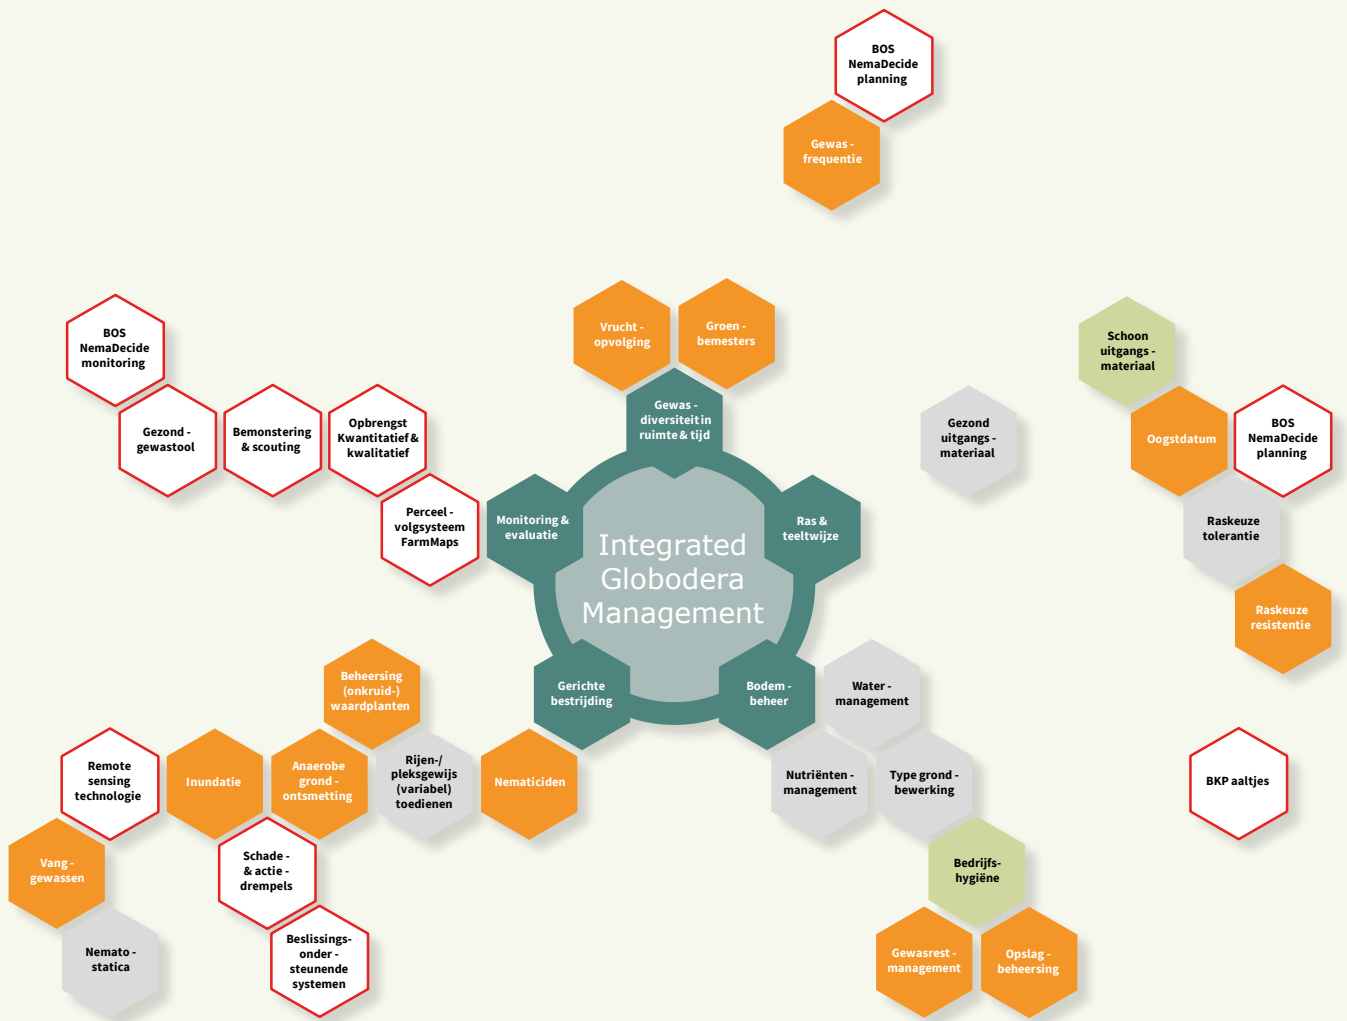 BOS
NemaDecide
planning
Gewas -
frequentie
Vrucht -
opvolging
Groen -
bemesters
Gewas -
diversiteit in
ruimte & tijd
BOS
NemaDecide
monitoring
Gezond -
gewastool
Bemonstering
& scouting
Opbrengst
Kwantitatief &
kwalitatief
Perceel -
volgsysteem
FarmMaps
Monitoring &
evaluatie
Ras &
teeltwijze
Integrated
Globodera
Management
Gezond
uitgangs -
materiaal
Schoon
uitgangs -
materiaal
Oogstdatum
BOS
NemaDecide
planning
Raskeuze
tolerantie
Raskeuze
resistentie
Gerichte
bestrijding
Bodem -
beheer
Water -
management
Nutriënten -
management
Type grond -
bewerking
Bedrijfs-
hygiëne
Gewasrest -
management
Opslag -
beheersing
BKP aaltjes
Beheersing
(onkruid-)
waardplanten
Remote
sensing
technologie
Inundatie
Anaerobe
grond -
ontsmetting
Rijen-/
pleksgewijs
(variabel)
toedienen
Nematiciden
Vang -
gewassen
Schade -
& actie -
drempels
Nemato -
statica
Beslissings-
onder -
steunende
systemen